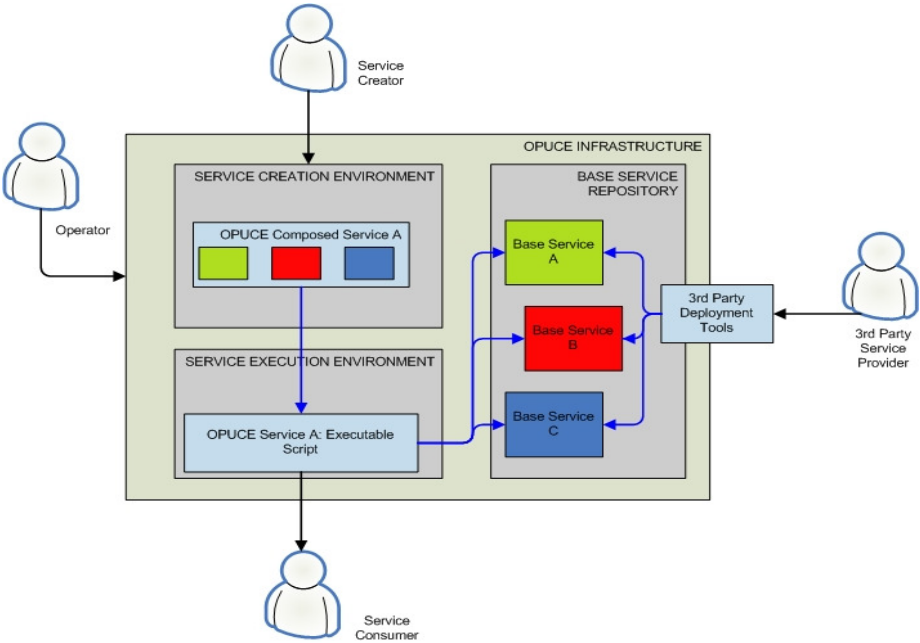 Service
Creator
OPUCE INFRASTRUCTURE
SERVICE CREATION ENVIRONMENT
BASE SERVICE
REPOSITORY
Operator
OPUCE Composed Service A
Base Service
A
3rd Party
Deployment
Tools
Base Service
B
3rd Party
Service
Provider
SERVICE EXECUTION ENVIRONMENT
Base Service
C
OPUCE Service A: Executable
Script
Service
Consumer